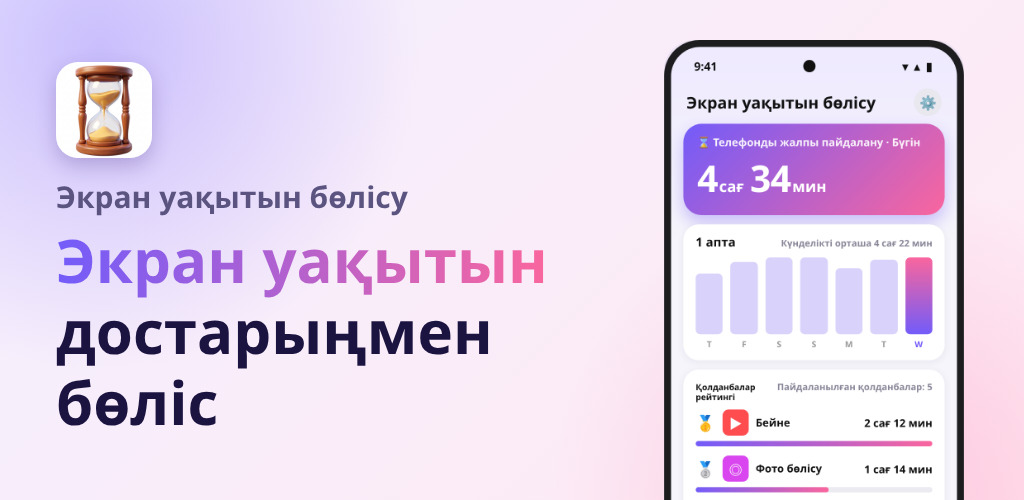 Экран уақытын бөлісу
Экран уақытын
достарыңмен
бөліс
9:41
Экран уақытын бөлісу
Телефонды жалпы пайдалану · Бүгін
4сағ 34мин
1 апта
Күнделікті орташа 4 сағ 22 мин
T F S S M T W
Қолданбалар
рейтингі
Пайдаланылған қолданбалар: 5
Бейне 2 сағ 12 мин
Фото бөлісу 1 сағ 14 мин